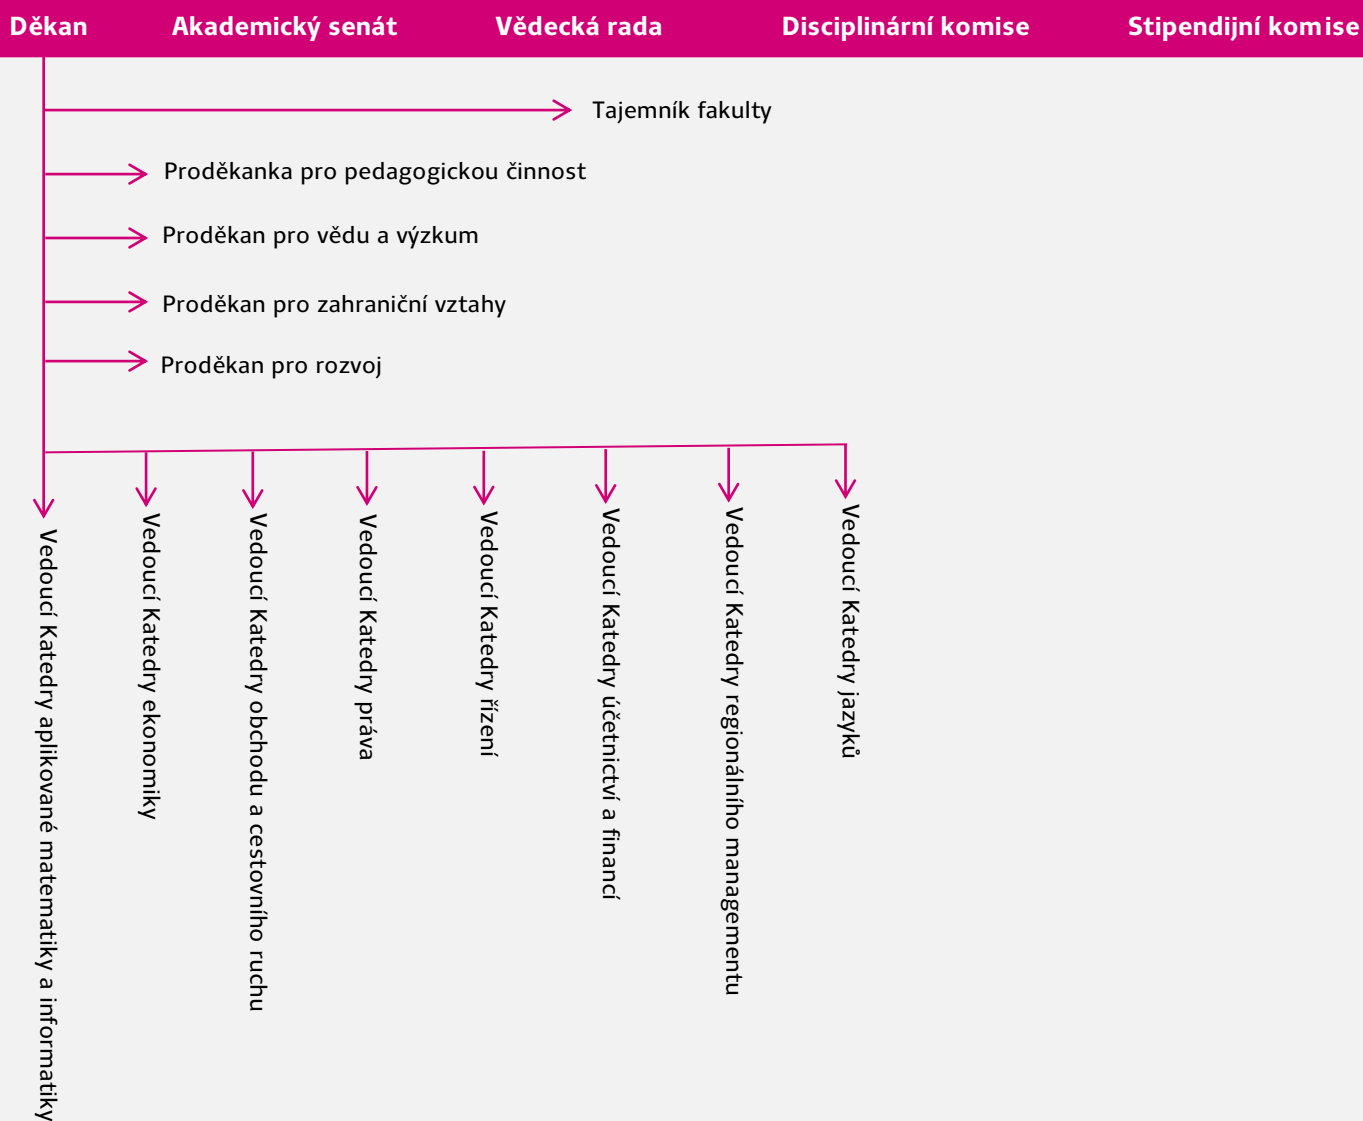 Děkan Akademický senát Vědecká rada Disciplinární komise Stipendijní komise
Tajemník fakulty
Proděkanka pro pedagogickou činnost
Proděkan pro vědu a výzkum
Proděkan pro zahraniční vztahy
Proděkan pro rozvoj
Vedoucí Katedry aplikované matematiky a informatiky
Vedoucí Katedry ekonomiky
Vedoucí Katedry obchodu a cestovního ruchu
Vedoucí Katedry práva
Vedoucí Katedry řízení
Vedoucí Katedry účetnictví a financí
Vedoucí Katedry regionálního managementu
Vedoucí Katedry jazyků